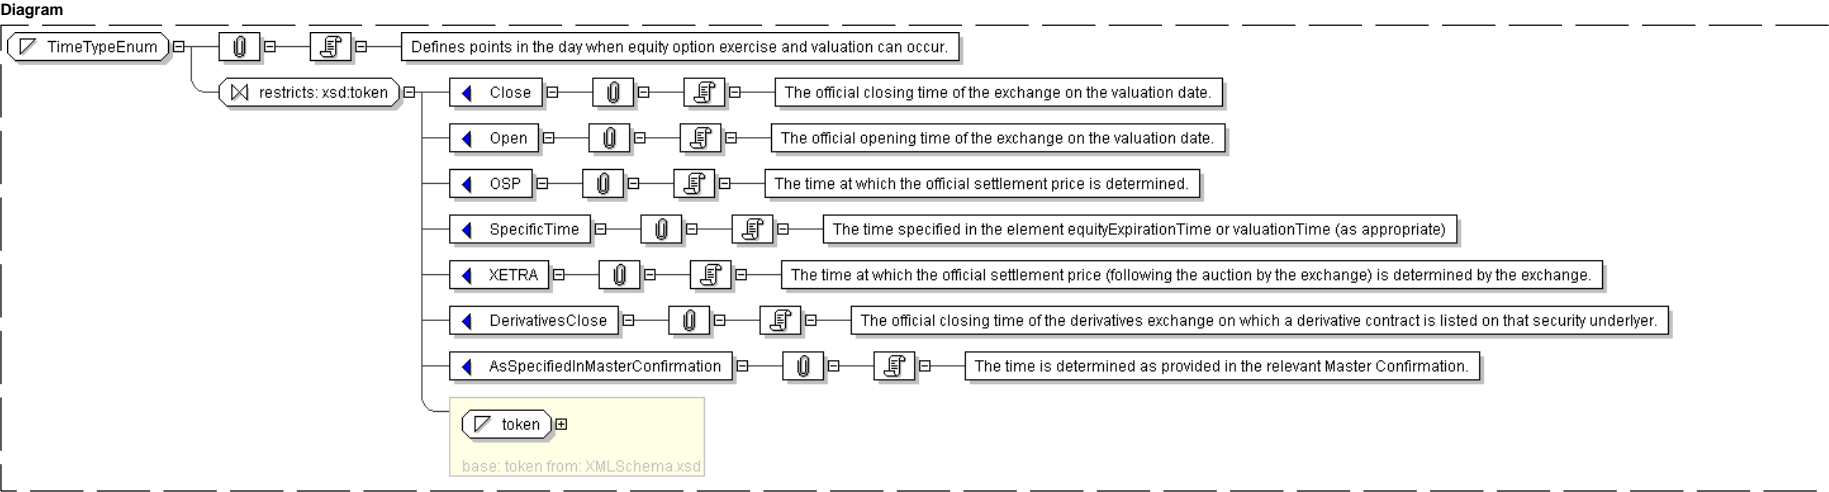 Diagram
TimeTypeEnum
Defines points in the day when equity option exercise and valuation can occur.
restricts: xsd:token
Close
The official closing time of the exchange on the valuation date.
Open
The official opening time of the exchange on the valuation date.
OSP
The time at which the official settlement price is determined.
SpecificTime
The time specified in the element equityExpirationTime or valuationTime (as appropriate)
XETRA
The time at which the official settlement price (following the auction by the exchange) is determined by the exchange.
DerivativesClose
The official closing time of the derivatives exchange on which a derivative contract is listed on that security underlyer.
AsSpecifiedInMasterConfirmation
The time is determined as provided in the relevant Master Confirmation.
token
base: token from: XMLSchema.xsd